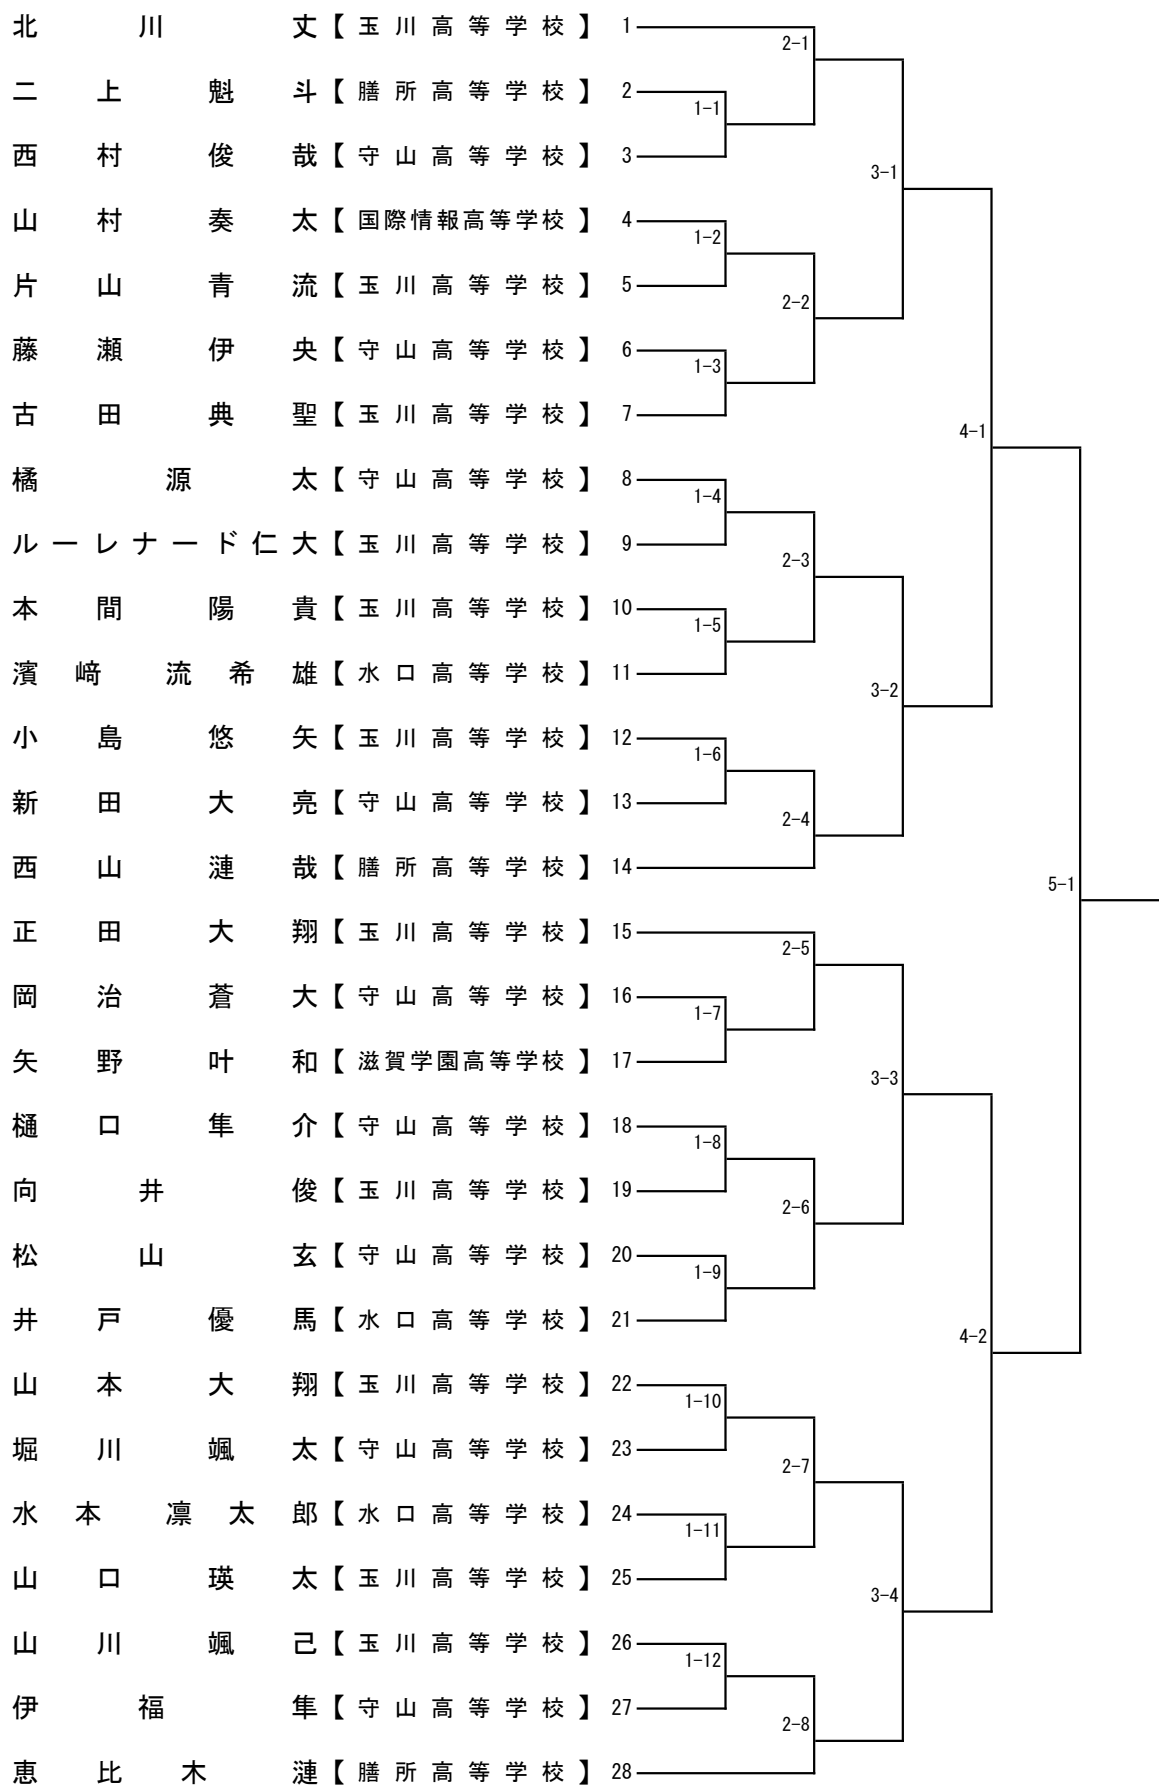 北川丈【玉川高等学校】 1
2-1
二上魁斗【膳所高等学校】 2
1-1
西村俊哉【守山高等学校】 3
3-1
山村奏太【国際情報高等学校】 4
1-2
片山青流【玉川高等学校】 5
2-2
藤瀬伊央【守山高等学校】 6
1-3
古田典聖【玉川高等学校】 7
4-1
橘源太【守山高等学校】 8
1-4
ルーレナード仁大【玉川高等学校】 9
2-3
本間陽貴【玉川高等学校】 10
1-5
濱﨑流希雄【水口高等学校】 11
3-2
小島悠矢【玉川高等学校】 12
1-6
新田大亮【守山高等学校】 13
2-4
西山漣哉【膳所高等学校】 14
5-1
正田大翔【玉川高等学校】 15
2-5
岡治蒼大【守山高等学校】 16
1-7
矢野叶和【滋賀学園高等学校】 17
3-3
樋口隼介【守山高等学校】 18
1-8
向井俊【玉川高等学校】 19
2-6
松山玄【守山高等学校】 20
1-9
井戸優馬【水口高等学校】 21
4-2
山本大翔【玉川高等学校】 22
1-10
堀川颯太【守山高等学校】 23
2-7
水本凛太郎【水口高等学校】 24
1-11
山口瑛太【玉川高等学校】 25
3-4
山川颯己【玉川高等学校】 26
1-12
伊福隼【守山高等学校】 27
2-8
恵比木漣【膳所高等学校】 28